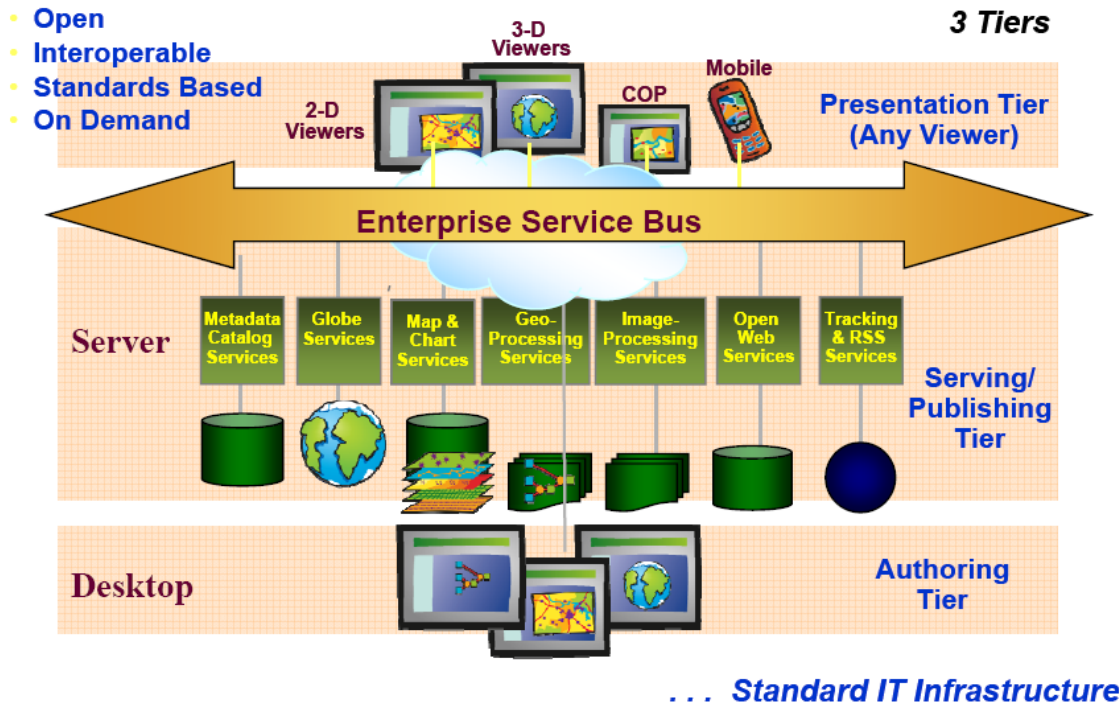 • Open
• Interoperable
• Standards Based
• On Demand
3 Tiers
3-D
Viewers
2-D
Viewers
COP
Mobile
Presentation Tier
(Any Viewer)
Enterprise Service Bus
Server
Metadata
Catalog
Services
Globe
Services
Map &
Chart
Services
Geo-
Processing
Services
Image-
Processing
Services
Open
Web
Services
Tracking
& RSS
Services
Serving/
Publishing
Tier
Desktop
Authoring
Tier
. . . Standard IT Infrastructure